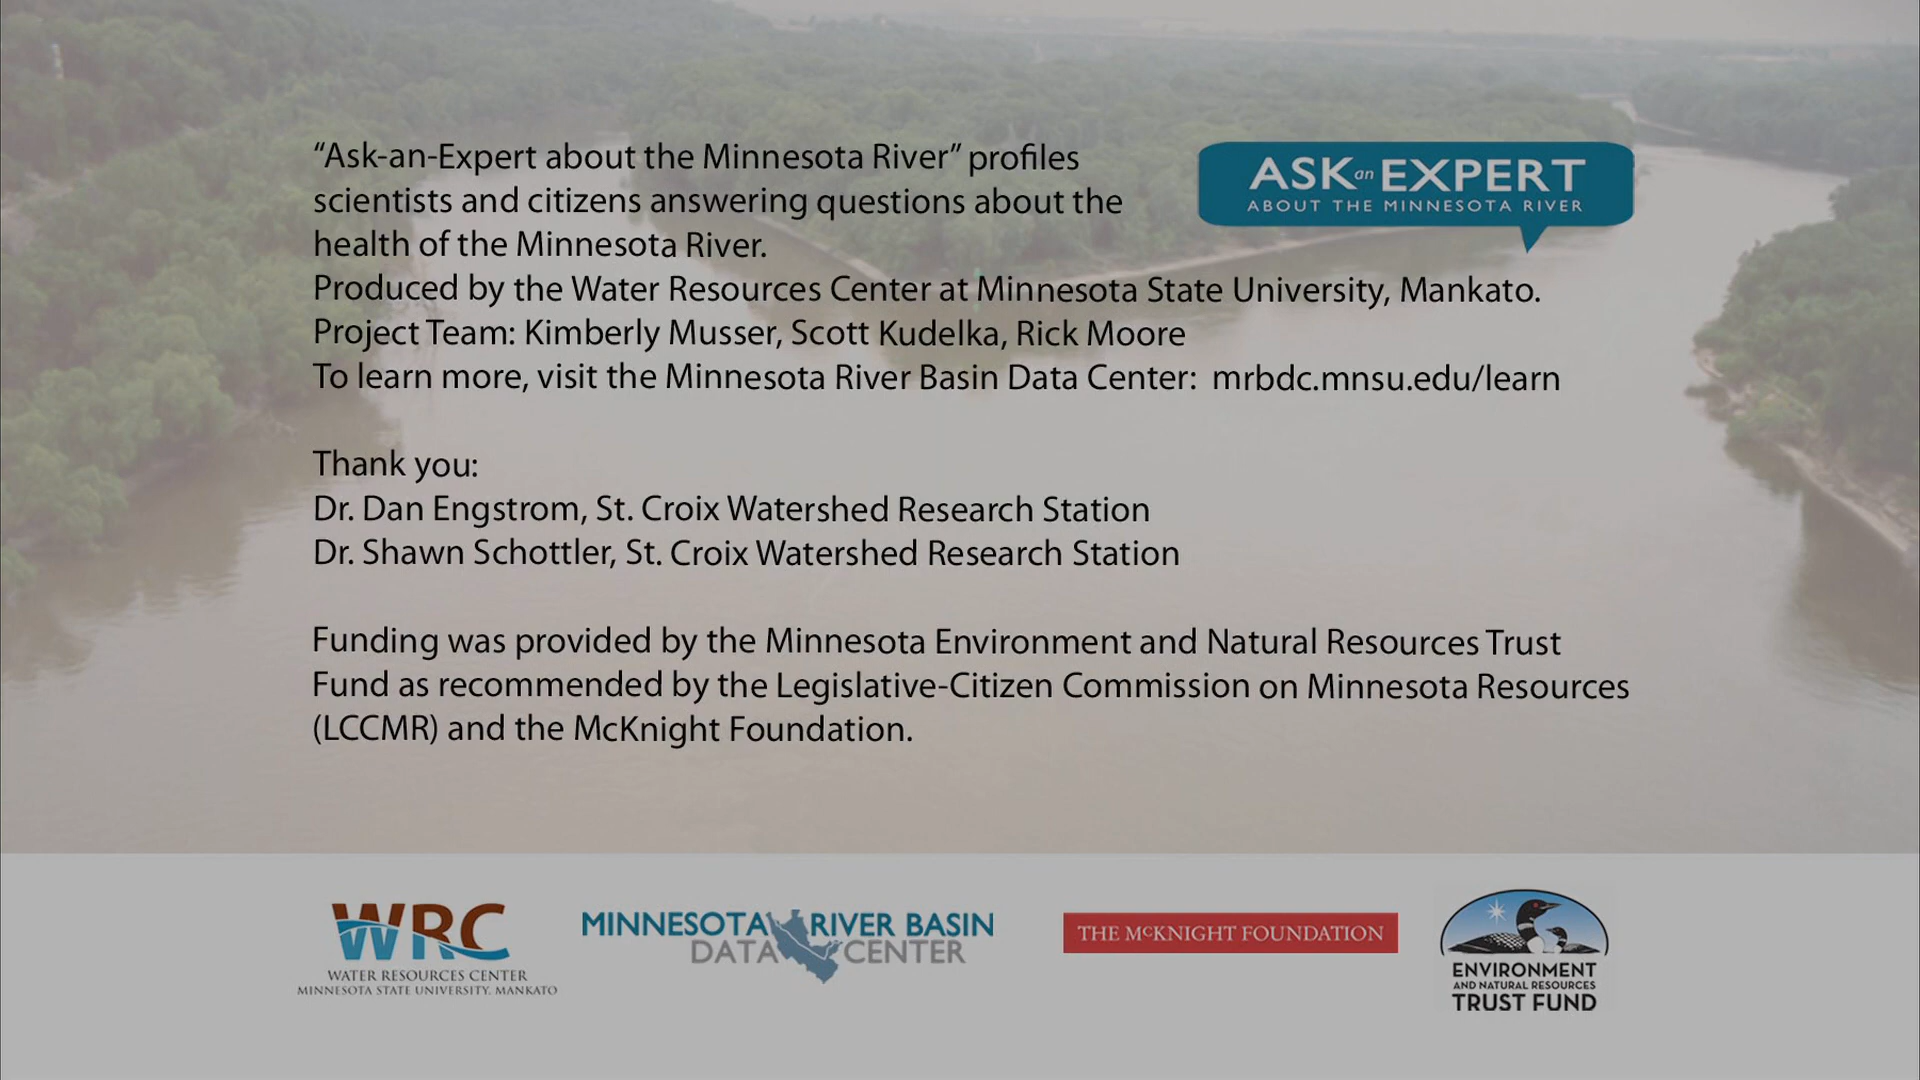 “Ask-an-Expert about the Minnesota River” profiles
scientists and citizens answering questions about the
health of the Minnesota River.
ASK an EXPERT
ABOUT THE MINNESOTA RIVER
Produced by the Water Resources Center at Minnesota State University, Mankato.
Project Team: Kimberly Musser, Scott Kudelka, Rick Moore
To learn more, visit the Minnesota River Basin Data Center: mrbdc.mnsu.edu/learn
Thank you:
Dr. Dan Engstrom, St. Croix Watershed Research Station
Dr. Shawn Schottler, St. Croix Watershed Research Station
Funding was provided by the Minnesota Environment and Natural Resources Trust
Fund as recommended by the Legislative-Citizen Commission on Minnesota Resources
(LCCMR) and the McKnight Foundation.
WRC
WATER RESOURCES CENTER
MINNESOTA STATE UNIVERSITY, MANKATO
MINNESOTA RIVER BASIN
DATA CENTER
THE McKNIGHT FOUNDATION
ENVIRONMENT
AND NATURAL RESOURCES
TRUST FUND